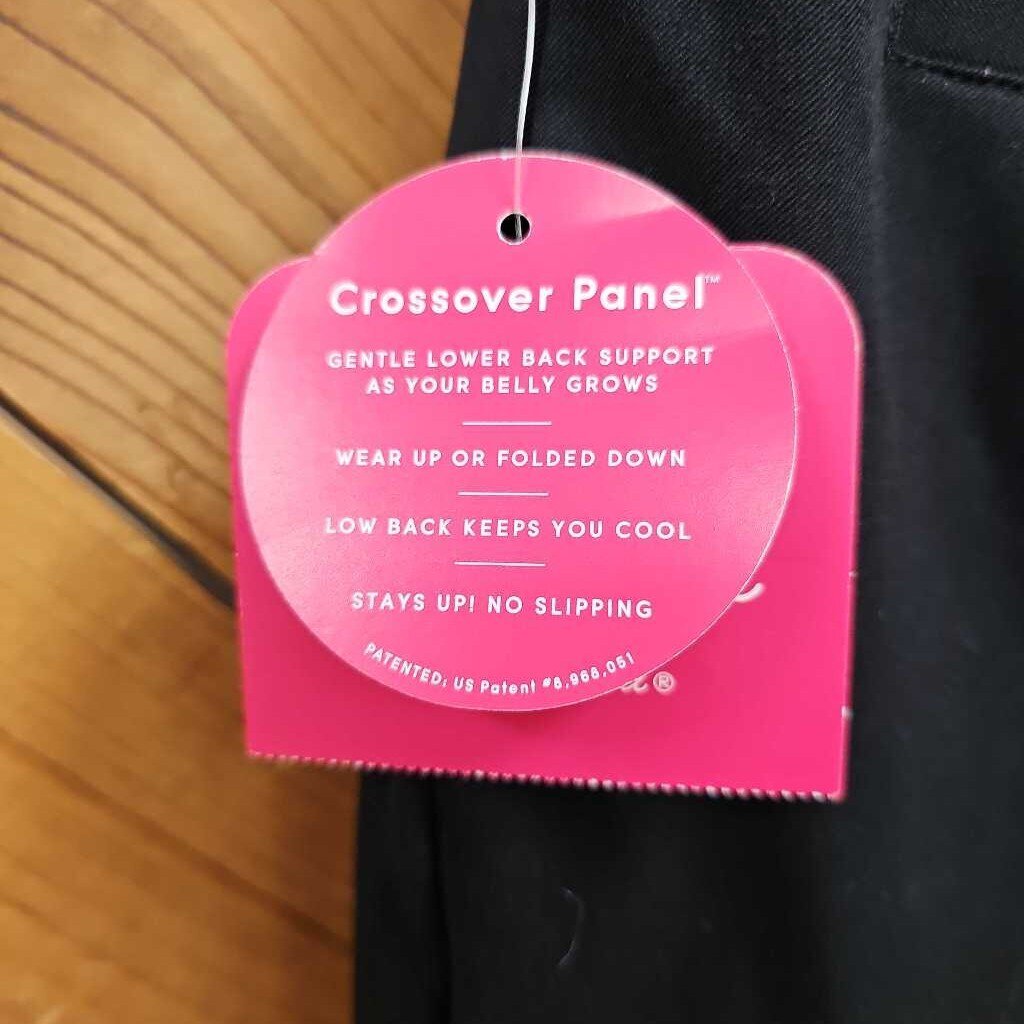 Crossover Panel™
GENTLE LOWER BACK SUPPORT
AS YOUR BELLY GROWS
WEAR UP OR FOLDED DOWN
LOW BACK KEEPS YOU COOL
STAYS UP! NO SLIPPING
PATENTED: US Patent #8,968,051